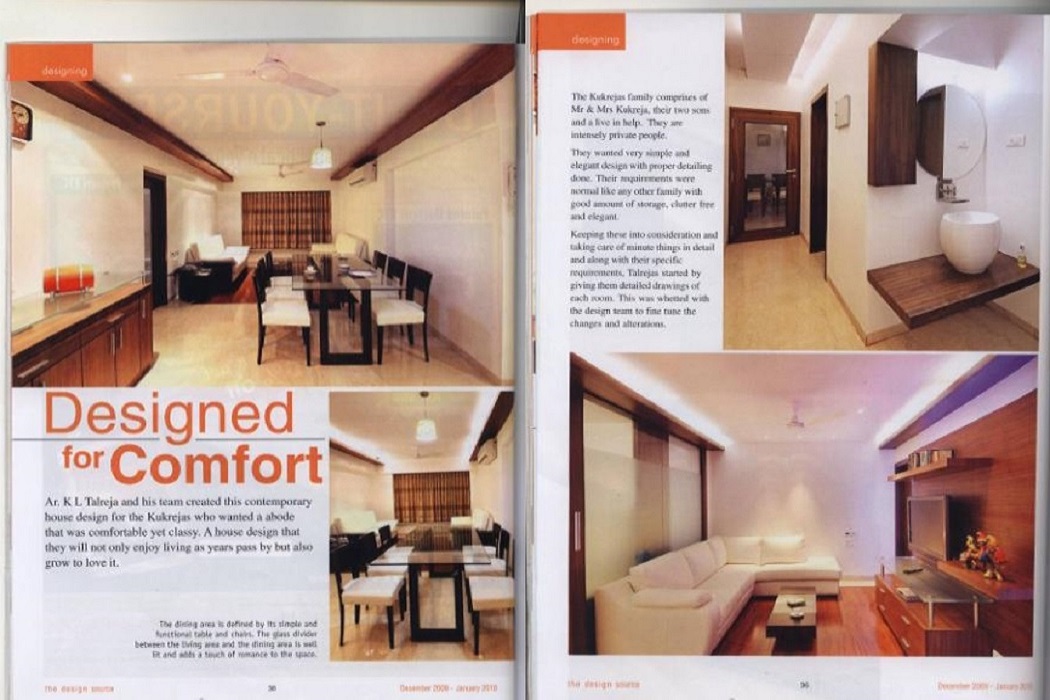 designing
Designed
for Comfort
Ar. K L Talreja and his team created this contemporary
house design for the Kukrejas who wanted a abode
that was comfortable yet classy. A house design that
they will not only enjoy living as years pass by but also
grow to love it.
The dining area is defined by its simple and
functional table and chairs. The glass divider
between the living area and the dining area is well
lit and adds a touch of romance to the space.
the design source
December 2009 - January 2010
designing
The Kukrejas family comprises of
Mr & Mrs Kukreja, their two sons
and a live in help. They are
intensely private people.
They wanted very simple and
elegant design with proper detailing
done. Their requirements were
normal like any other family with
good amount of storage, clutter free
and elegant.
Keeping these into consideration and
taking care of minute things in detail
and along with their specific
requirements, Talrejas started by
giving them detailed drawings of
each room. This was whetted with
the design team to fine tune the
changes and alterations.
the design source
December 2009 - January